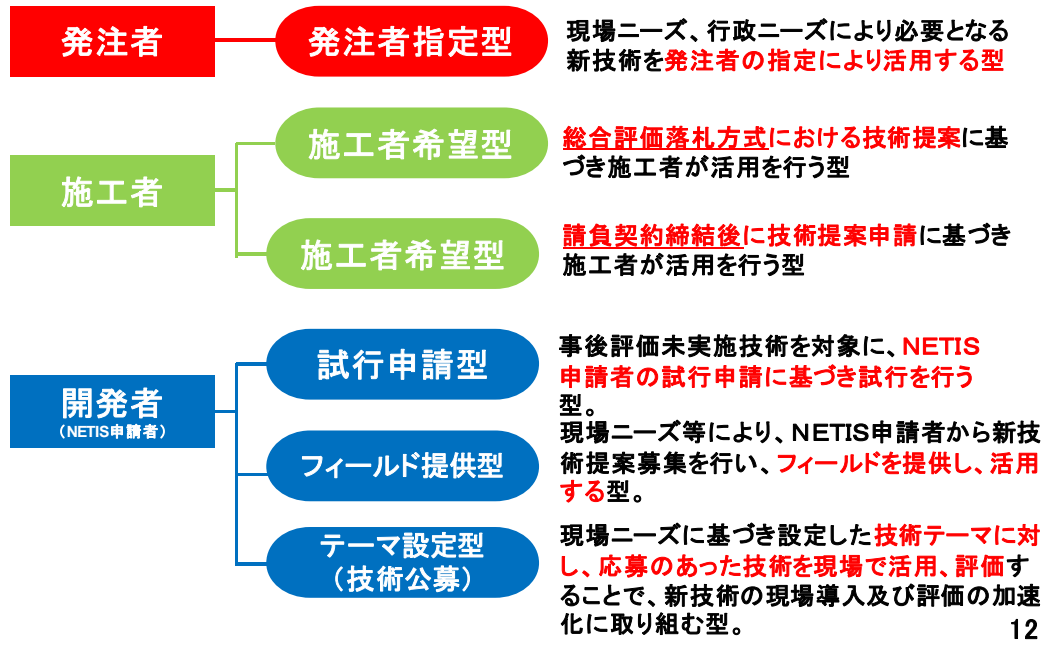 発注者
発注者指定型
現場ニーズ、行政ニーズにより必要となる
新技術を発注者の指定により活用する型
施工者
施工者希望型
総合評価落札方式における技術提案に基
づき施工者が活用を行う型
施工者希望型
請負契約締結後に技術提案申請に基づき
施工者が活用を行う型
開発者
（NETIS申請者）
試行申請型
事後評価未実施技術を対象に、NETIS
申請者の試行申請に基づき試行を行う
型。
フィールド提供型
現場ニーズ等により、NETIS申請者から新技
術提案募集を行い、フィールドを提供し、活用
する型。
テーマ設定型
（技術公募）
現場ニーズに基づき設定した技術テーマに対
し、応募のあった技術を現場で活用、評価す
ることで、新技術の現場導入及び評価の加速
化に取り組む型。
12